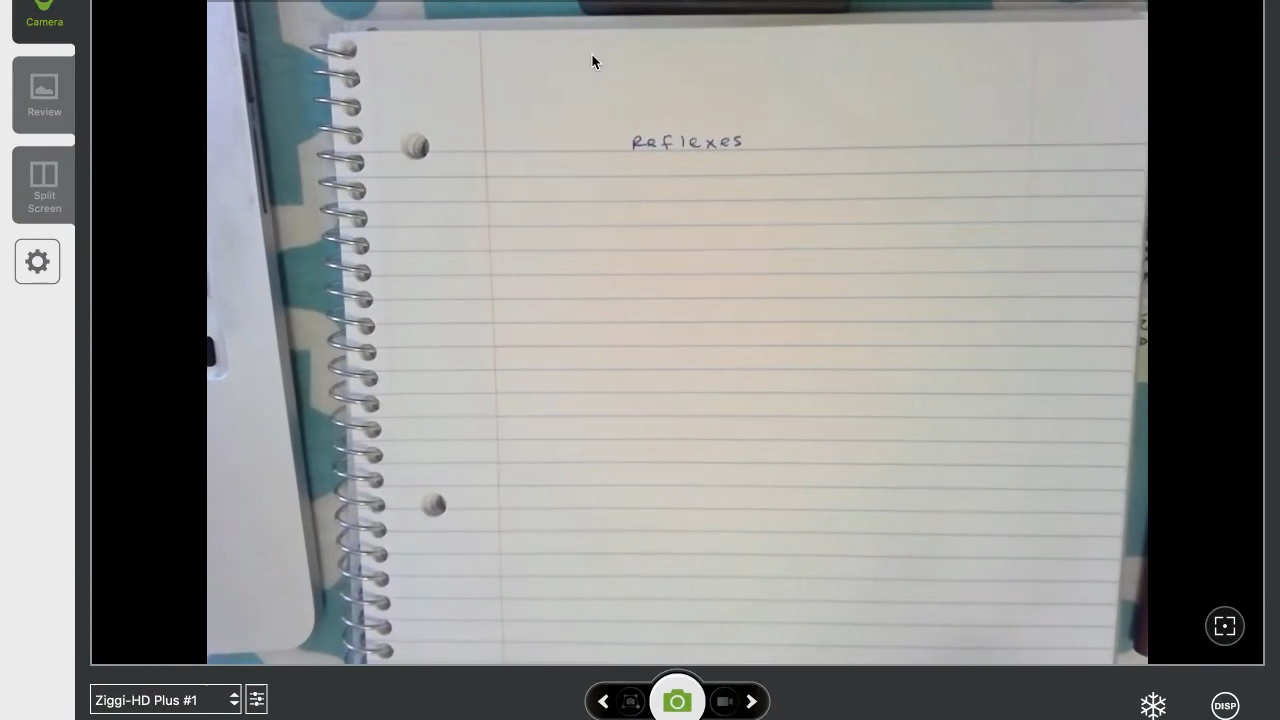 Camera
Review
Split
Screen
Reflexes
Ziggi-HD Plus #1
DISP